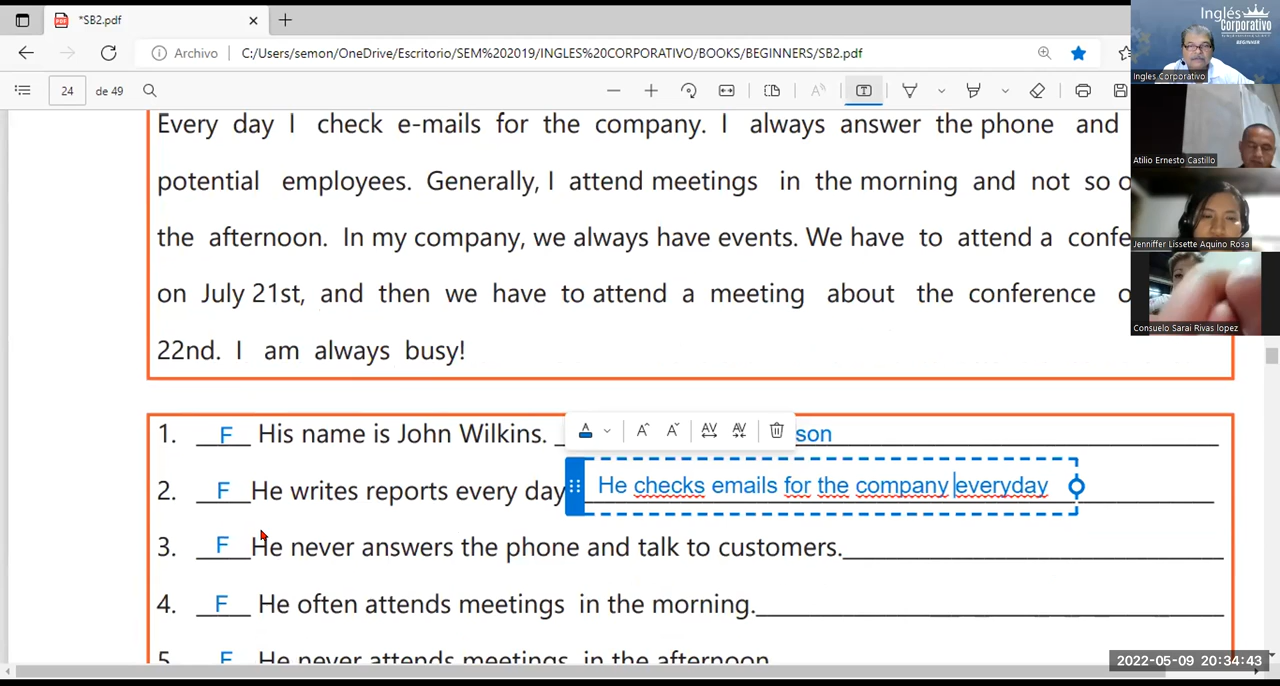 *SB2.pdf
Archivo C:/Users/semon/OneDrive/Escritorio/SEM%202019/INGLES%20CORPORATIVO/BOOKS/BEGINNERS/SB2.pdf
24 de 49
Inglés
Corporativo
BEGINNER
Ingles Corporativo
Atilio Ernesto Castillo
Jenniffer Lissette Aquino Rosa
Consuelo Sarai Rivas lopez
Every day I check e-mails for the company. I always answer the phone and
potential employees. Generally, I attend meetings in the morning and not so o
the afternoon. In my company, we always have events. We have to attend a confe
on July 21st, and then we have to attend a meeting about the conference o
22nd. I am always busy!
1. F His name is John Wilkins. son
2. F He writes reports every day He checks emails for the company everyday
3. F He never answers the phone and talk to customers.
4. F He often attends meetings in the morning.
5. F He never attends meetings in the afternoon
2022-05-09 20:34:43